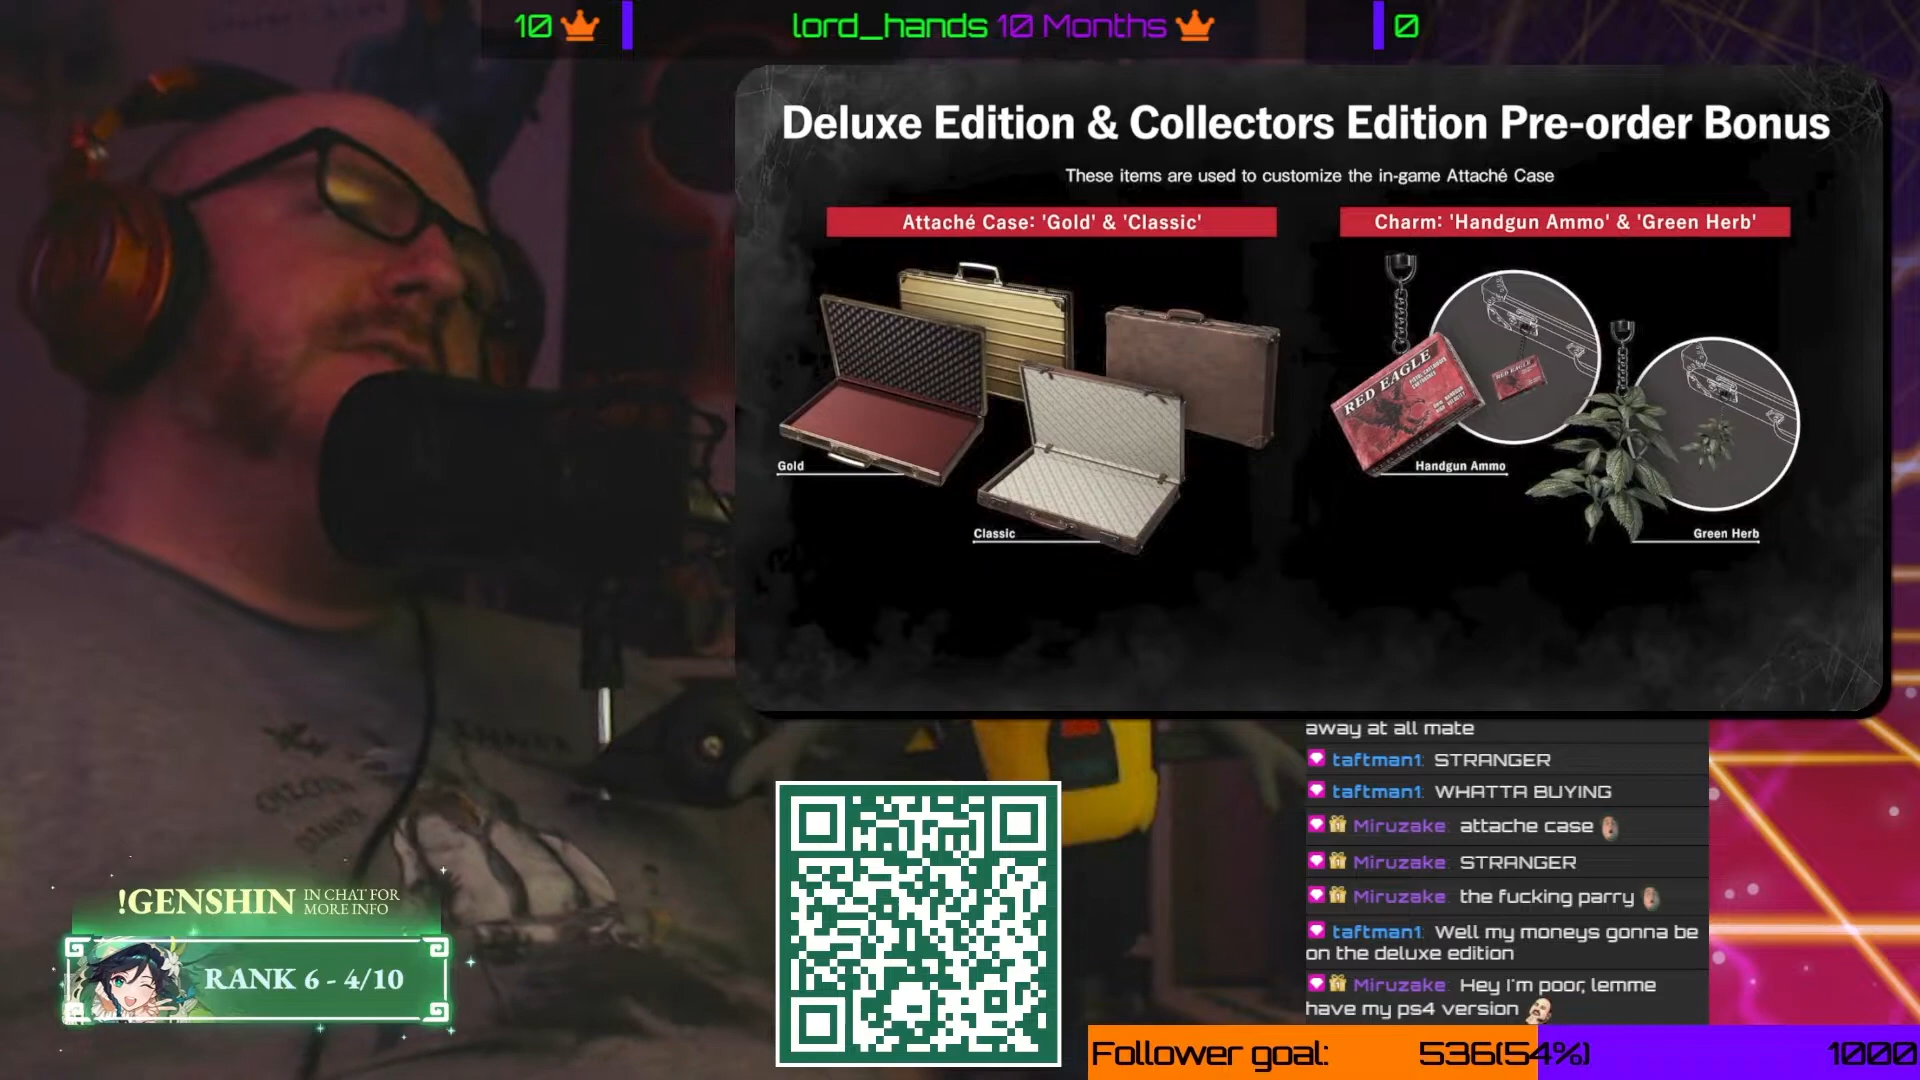 10
lord_hands 10 Months
0
Deluxe Edition & Collectors Edition Pre-order Bonus
These items are used to customize the in-game Attaché Case
Attaché Case: 'Gold' & 'Classic'
Charm: 'Handgun Ammo' & 'Green Herb'
RED EAGLE
RED EAGLE
Gold
Handgun Ammo
Classic
Green Herb
away at all mate
taftman1: STRANGER
taftman1: WHATTA BUYING
Miruzake: attache case
Miruzake: STRANGER
Miruzake: the fucking parry
taftman1: Well my moneys gonna be
on the deluxe edition
Miruzake: Hey I'm poor, lemme
have my ps4 version
!GENSHIN IN CHAT FOR
MORE INFO
RANK 6 - 4/10
Follower goal: 536(54%) 1000